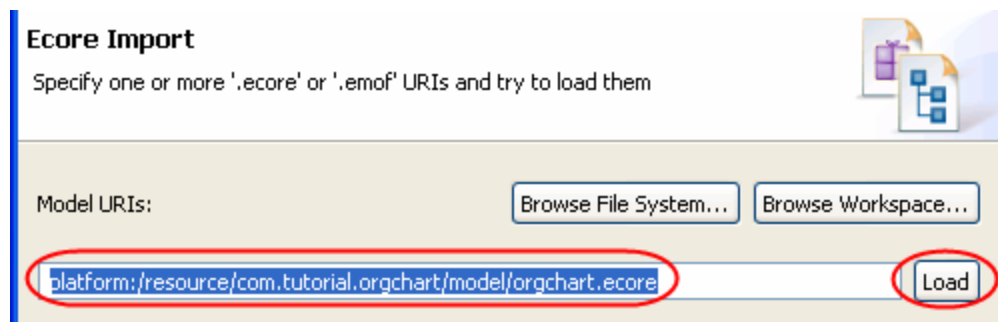 Ecore Import
Specify one or more '.ecore' or '.emof' URIs and try to load them
Model URIs:
Browse File System...
Browse Workspace...
platform:/resource/com.tutorial.orgchart/model/orgchart.ecore
Load